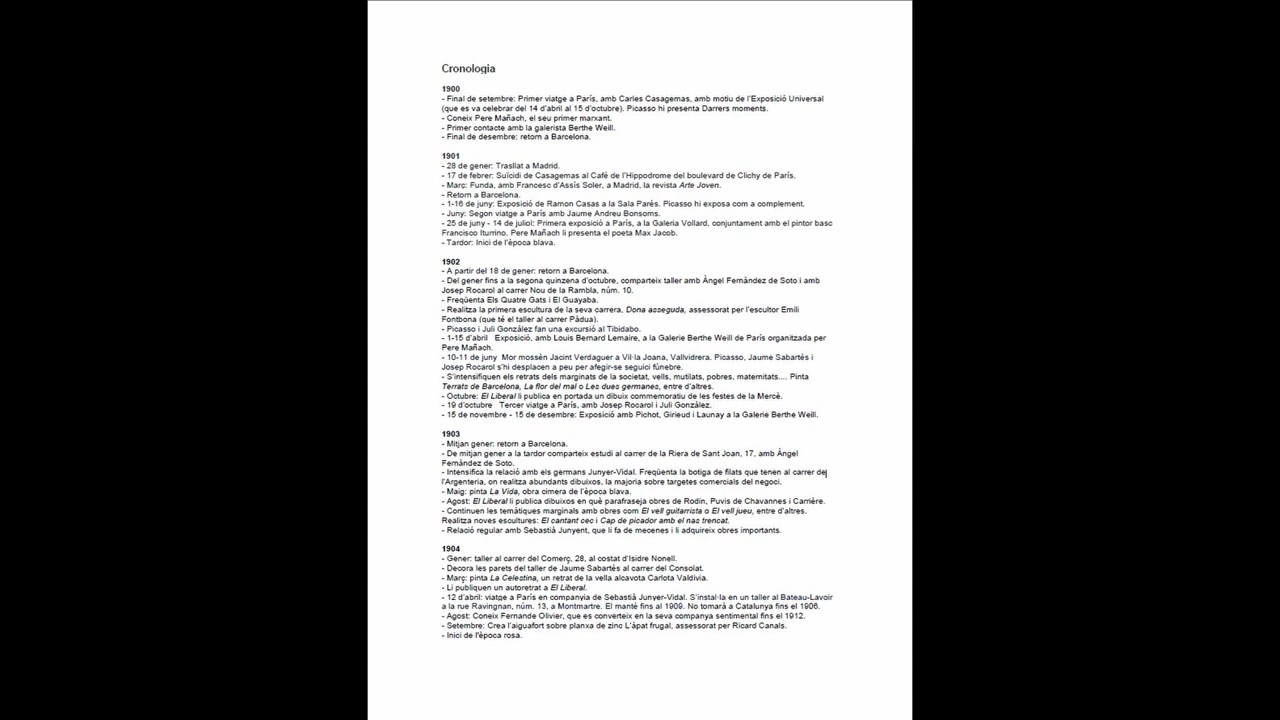 Cronologia
1900
- Final de setembre: Primer viatge a París, amb Carles Casagemas, amb motiu de l'Exposició Universal
(que es va celebrar del 14 d'abril al 15 d'octubre). Picasso hi presenta Darrers moments.
- Coneix Pere Mañach, el seu primer marxant.
- Primer contacte amb la galerista Berthe Weill.
- Final de desembre: retorn a Barcelona.
1901
- 28 de gener: Trasllat a Madrid.
- 17 de febrer: Suïcidi de Casagemas al Café de l'Hippodrome del boulevard de Clichy de París.
- Març: Funda, amb Francesc d'Assís Soler, a Madrid, la revista Arte Joven.
- Retorn a Barcelona.
- 1-16 de juny: Exposició de Ramon Casas a la Sala Parés. Picasso hi exposa com a complement.
- Juny: Segon viatge a París amb Jaume Andreu Bonsoms.
- 25 de juny - 14 de juliol: Primera exposició a París, a la Galeria Vollard, conjuntament amb el pintor basc
Francisco Iturrino. Pere Mañach li presenta el poeta Max Jacob.
- Tardor: Inici de l'època blava.
1902
- A partir del 18 de gener: retorn a Barcelona.
- Del gener fins a la segona quinzena d'octubre, comparteix taller amb Àngel Fernàndez de Soto i amb
Josep Rocarol al carrer Nou de la Rambla, núm. 10.
- Freqüenta Els Quatre Gats i El Guayaba.
- Realitza la primera escultura de la seva carrera, Dona asseguda, assessorat per l'escultor Emili
Fontbona (que té el taller al carrer Pàdua).
- Picasso i Juli González fan una excursió al Tibidabo.
- 1-15 d'abril Exposició, amb Louis Bernard Lemaire, a la Galerie Berthe Weill de París organitzada per
Pere Mañach.
- 10-11 de juny Mor mossèn Jacint Verdaguer a Vil·la Joana, Vallvidrera. Picasso, Jaume Sabartés i
Josep Rocarol s'hi desplacen a peu per afegir-se seguici fúnebre.
- S'intensifiquen els retrats dels marginats de la societat, vells, mutilats, pobres, maternitats.... Pinta
Terrats de Barcelona, La flor del mal o Les dues germanes, entre d'altres.
- Octubre: El Liberal li publica en portada un dibuix commemoratiu de les festes de la Mercè.
- 19 d'octubre Tercer viatge a París, amb Josep Rocarol i Juli González.
- 15 de novembre - 15 de desembre: Exposició amb Pichot, Girieud i Launay a la Galerie Berthe Weill.
1903
- Mitjan gener: retorn a Barcelona.
- De mitjan gener a la tardor comparteix estudi al carrer de la Riera de Sant Joan, 17, amb Àngel
Fernàndez de Soto.
- Intensifica la relació amb els germans Junyer-Vidal. Freqüenta la botiga de filats que tenen al carrer de
l'Argenteria, on realitza abundants dibuixos, la majoria sobre targetes comercials del negoci.
- Maig: pinta La Vida, obra cimera de l'època blava.
- Agost: El Liberal li publica dibuixos en què parafraseja obres de Rodin, Puvis de Chavannes i Carrière.
- Continuen les temàtiques marginals amb obres com El vell guitarrista o El vell jueu, entre d'altres.
Realitza noves escultures: El cantant cec i Cap de picador amb el nas trencat.
- Relació regular amb Sebastià Junyent, que li fa de mecenes i li adquireix obres importants.
1904
- Gener: taller al carrer del Comerç, 28, al costat d'Isidre Nonell.
- Decora les parets del taller de Jaume Sabartés al carrer del Consolat.
- Març: pinta La Celestina, un retrat de la vella alcavota Carlota Valdivia.
- Li publiquen un autoretrat a El Liberal.
- 12 d'abril: viatge a París en companyia de Sebastià Junyer-Vidal. S'instal·la en un taller al Bateau-Lavoir
a la rue Ravingnan, núm. 13, a Montmartre. El manté fins al 1909. No tornarà a Catalunya fins el 1906.
- Agost: Coneix Fernande Olivier, que es converteix en la seva companya sentimental fins el 1912.
- Setembre: Crea l'aiguafort sobre planxa de zinc L'àpat frugal, assessorat per Ricard Canals.
- Inici de l'època rosa.